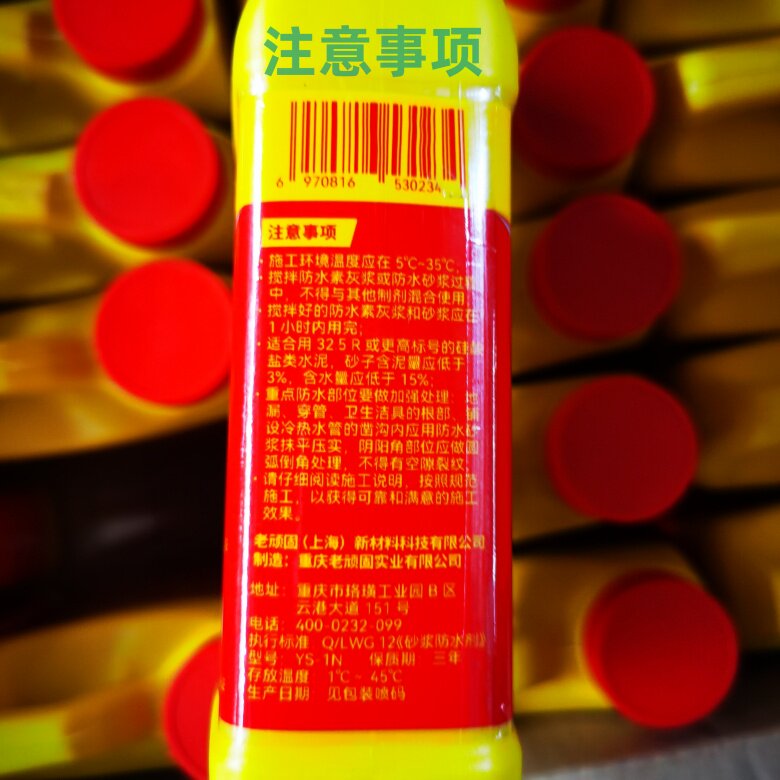 注意事项
6 970816 530234
注意事项
· 施工环境温度应在 5℃~35℃;
· 搅拌防水素灰浆或防水砂浆过程
中，不得与其他制剂混合使用;
· 搅拌好的防水素灰浆和砂浆应在
1 小时内用完;
· 适合用 32 5 R 或更高标号的硅酸
盐类水泥，砂子含泥量应低于
3%，含水量应低于 15%;
· 重点防水部位要做加强处理: 地
漏、穿管、卫生洁具的根部、铺
设冷热水管的凿沟内应用防水砂
浆抹平压实，阴阳角部位应做圆
弧倒角处理，不得有空隙裂纹;
· 请仔细阅读施工说明，按照规范
施工，以获得可靠和满意的施工
效果。
老顽固（上海）新材料科技有限公司
制造: 重庆老顽固实业有限公司
地址: 重庆市珞璜工业园 B 区
云港大道 151 号
电话: 400-0232-099
执行标准 Q/LWG 12《砂浆防水剂》
型号 YS-1N 保质期 三年
存放温度 1℃~ 45℃
生产日期 见包装喷码